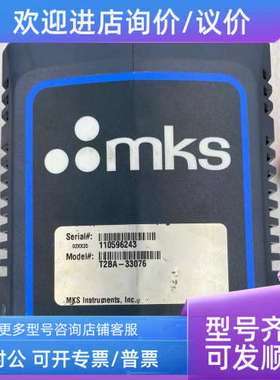 欢迎进店询价/议价
mks
Serial#: 110596243
Model#: T2BA-33076
MKS Instruments, Inc.
更多型号咨询店铺客服
型号齐
对公 可开专票/普票
可发顺